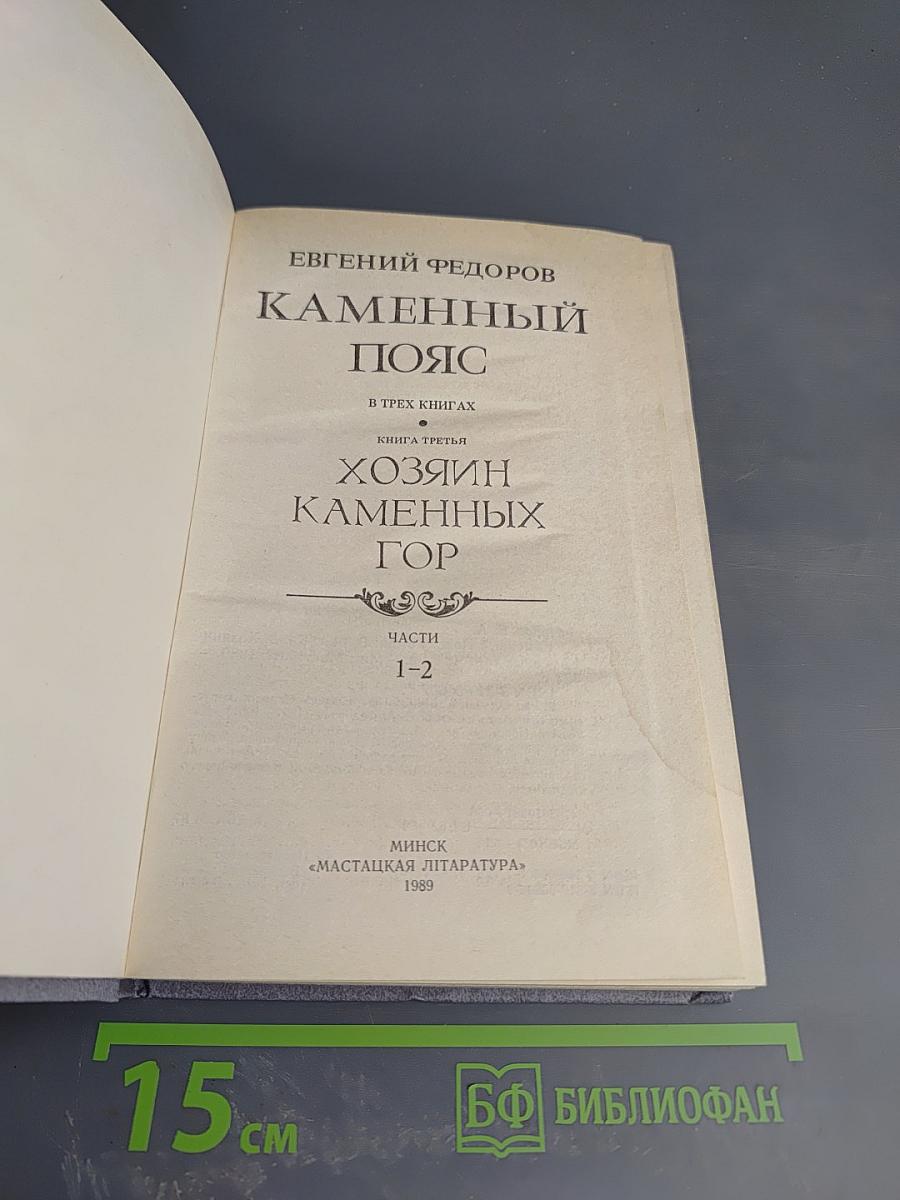 ЕВГЕНИЙ ФЕДОРОВ
КАМЕННЫЙ
ПОЯС
В ТРЕХ КНИГАХ
КНИГА ТРЕТЬЯ
ХОЗЯИН
КАМЕННЫХ
ГОР
ЧАСТИ
1-2
МИНСК
«МАСТАЦКАЯ ЛІТАРАТУРА»
1989
15 см
БФ БИБЛИОФАН